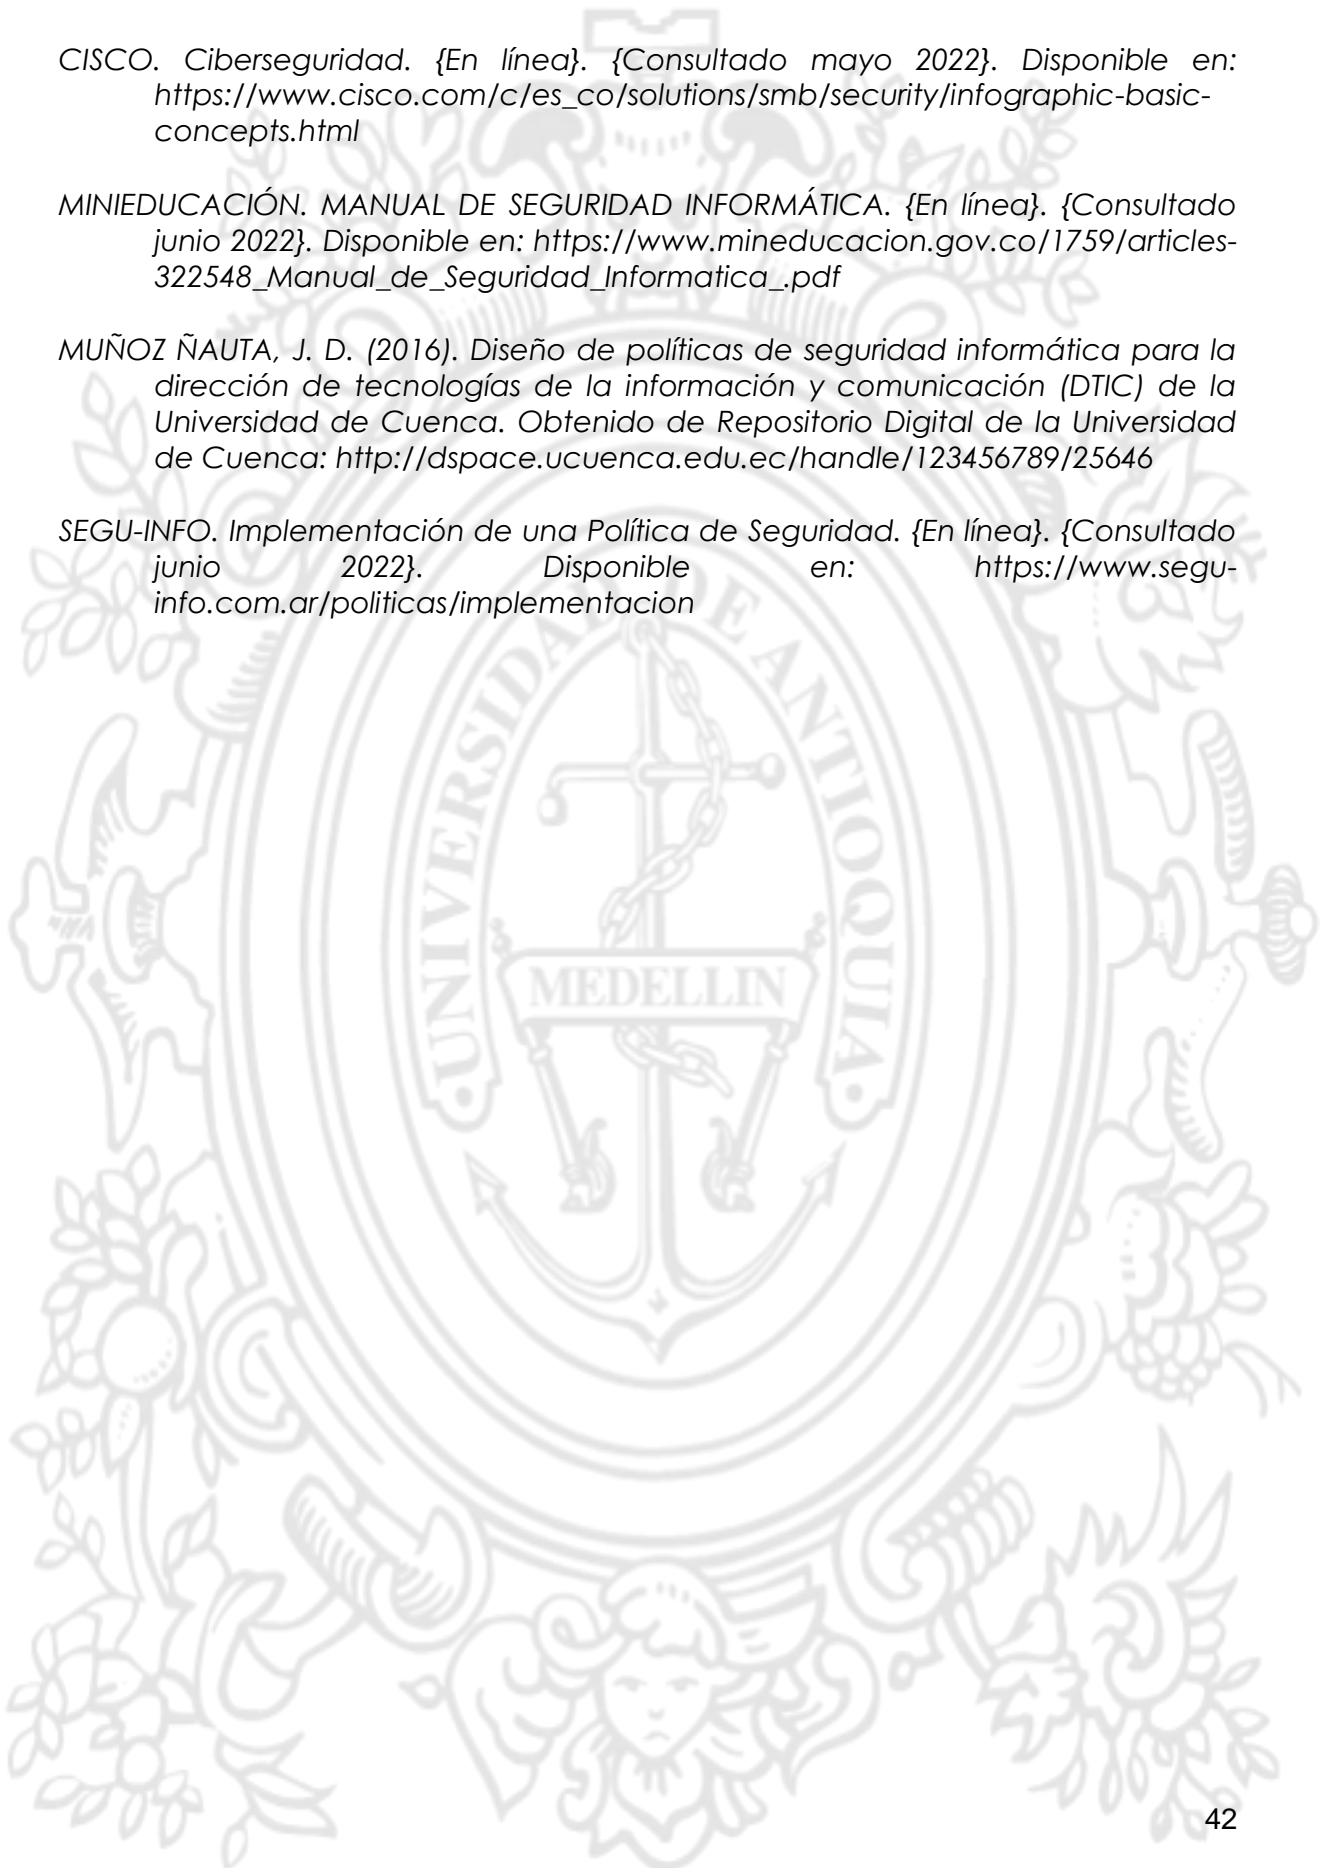 CISCO. Ciberseguridad. {En línea}. {Consultado mayo 2022}. Disponible en:
https://www.cisco.com/c/es_co/solutions/smb/security/infographic-basic-
concepts.html
MINIEDUCACIÓN. MANUAL DE SEGURIDAD INFORMÁTICA. {En línea}. {Consultado
junio 2022}. Disponible en: https://www.mineducacion.gov.co/1759/articles-
322548_Manual_de_Seguridad_Informatica_.pdf
MUÑOZ ÑAUTA, J. D. (2016). Diseño de políticas de seguridad informática para la
dirección de tecnologías de la información y comunicación (DTIC) de la
Universidad de Cuenca. Obtenido de Repositorio Digital de la Universidad
de Cuenca: http://dspace.ucuenca.edu.ec/handle/123456789/25646
SEGU-INFO. Implementación de una Política de Seguridad. {En línea}. {Consultado
junio 2022}. Disponible en: https://www.segu-
info.com.ar/politicas/implementacion
UNIVERSIDAD DE ANTIOQUIA
MEDELLIN
42